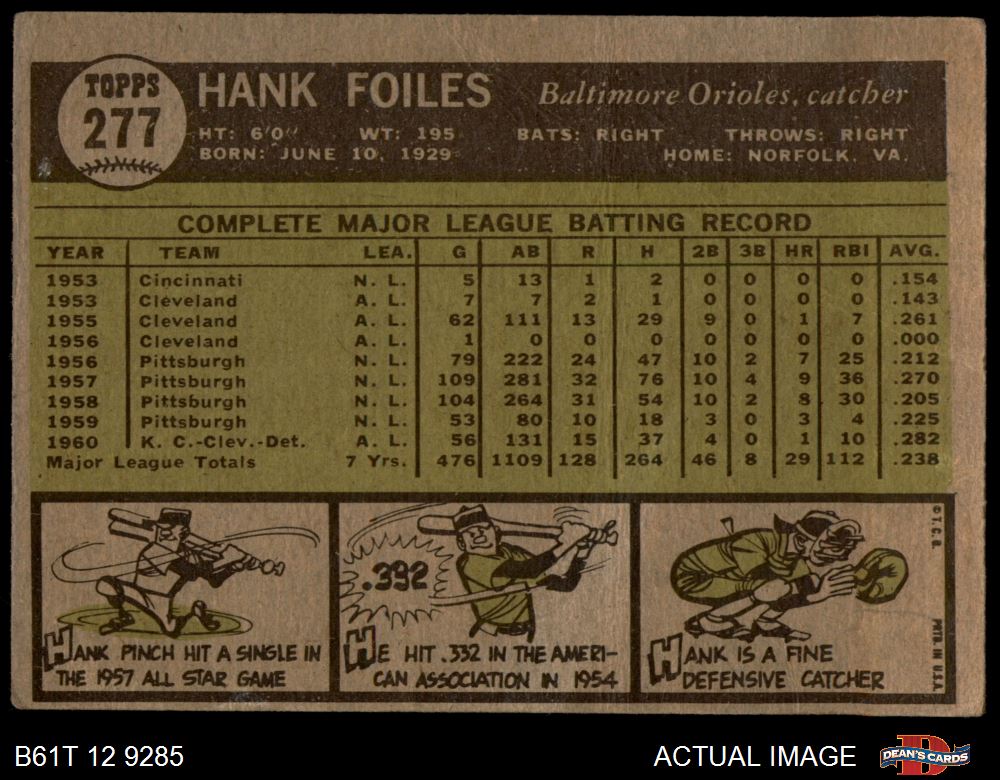 TOPPS
277
HANK FOILES Baltimore Orioles, catcher
HT: 6'0" WT: 195 BATS: RIGHT THROWS: RIGHT
BORN: JUNE 10, 1929 HOME: NORFOLK, VA.
COMPLETE MAJOR LEAGUE BATTING RECORD
YEAR TEAM LEA. G AB R H 2B 3B HR RBI AVG.
1953 Cincinnati N. L. 5 13 1 2 0 0 0 0 .154
1953 Cleveland A. L. 7 7 2 1 0 0 0 0 .143
1955 Cleveland A. L. 62 111 13 29 9 0 1 7 .261
1956 Cleveland A. L. 1 0 0 0 0 0 0 0 .000
1956 Pittsburgh N. L. 79 222 24 47 10 2 7 25 .212
1957 Pittsburgh N. L. 109 281 32 76 10 4 9 36 .270
1958 Pittsburgh N. L. 104 264 31 54 10 2 8 30 .205
1959 Pittsburgh N. L. 53 80 10 18 3 0 3 4 .225
1960 K. C.-Clev.-Det. A. L. 56 131 15 37 4 0 1 10 .282
Major League Totals 7 Yrs. 476 1109 128 264 46 8 29 112 .238
HANK PINCH HIT A SINGLE IN
THE 1957 ALL STAR GAME
.332
HE HIT .332 IN THE AMERI-
CAN ASSOCIATION IN 1954
HANK IS A FINE
DEFENSIVE CATCHER
© T. C. G.
PRTD. IN U.S.A.
B61T 12 9285
ACTUAL IMAGE
D
DEAN'S CARDS